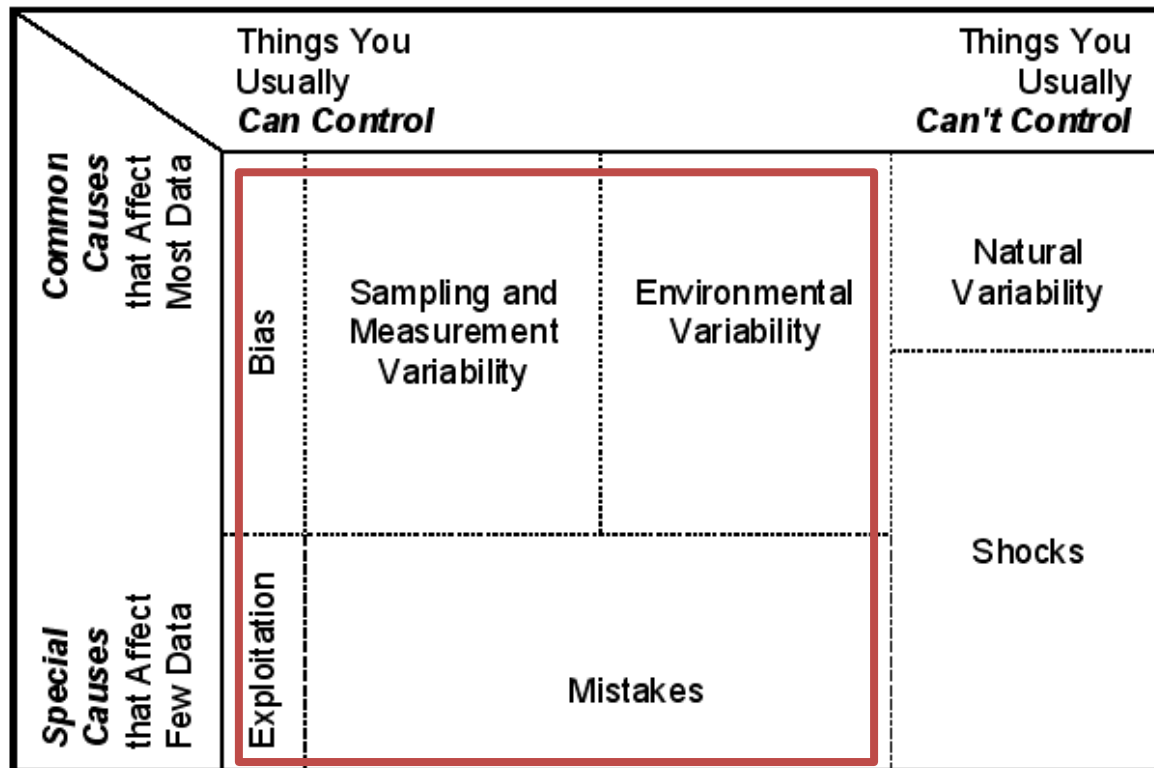 Things You
Usually
Can Control
Things You
Usually
Can't Control
Common
Causes
that Affect
Most Data
Bias
Sampling and
Measurement
Variability
Environmental
Variability
Natural
Variability
Special
Causes
that Affect
Few Data
Exploitation
Mistakes
Shocks